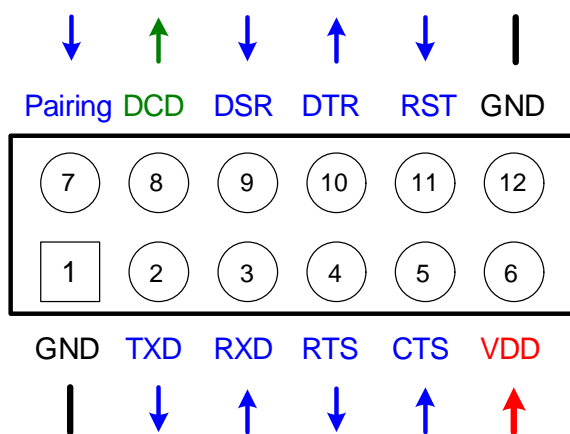 Pairing DCD DSR DTR RST GND
7 8 9 10 11 12
1 2 3 4 5 6
GND TXD RXD RTS CTS VDD